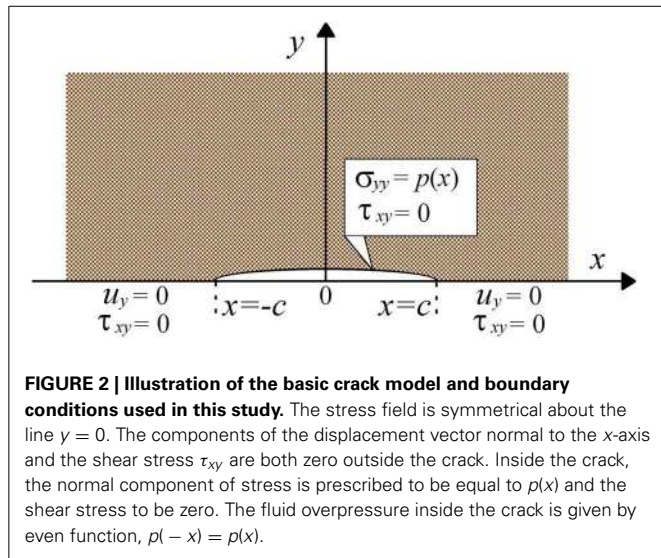 y
σyy = p(x)
τxy = 0
x
uy = 0
τxy = 0
x=-c
0
x=c
uy = 0
τxy = 0
FIGURE 2 | Illustration of the basic crack model and boundary
conditions used in this study. The stress field is symmetrical about the
line y = 0. The components of the displacement vector normal to the x-axis
and the shear stress τxy are both zero outside the crack. Inside the crack,
the normal component of stress is prescribed to be equal to p(x) and the
shear stress to be zero. The fluid overpressure inside the crack is given by
even function, p( − x) = p(x).